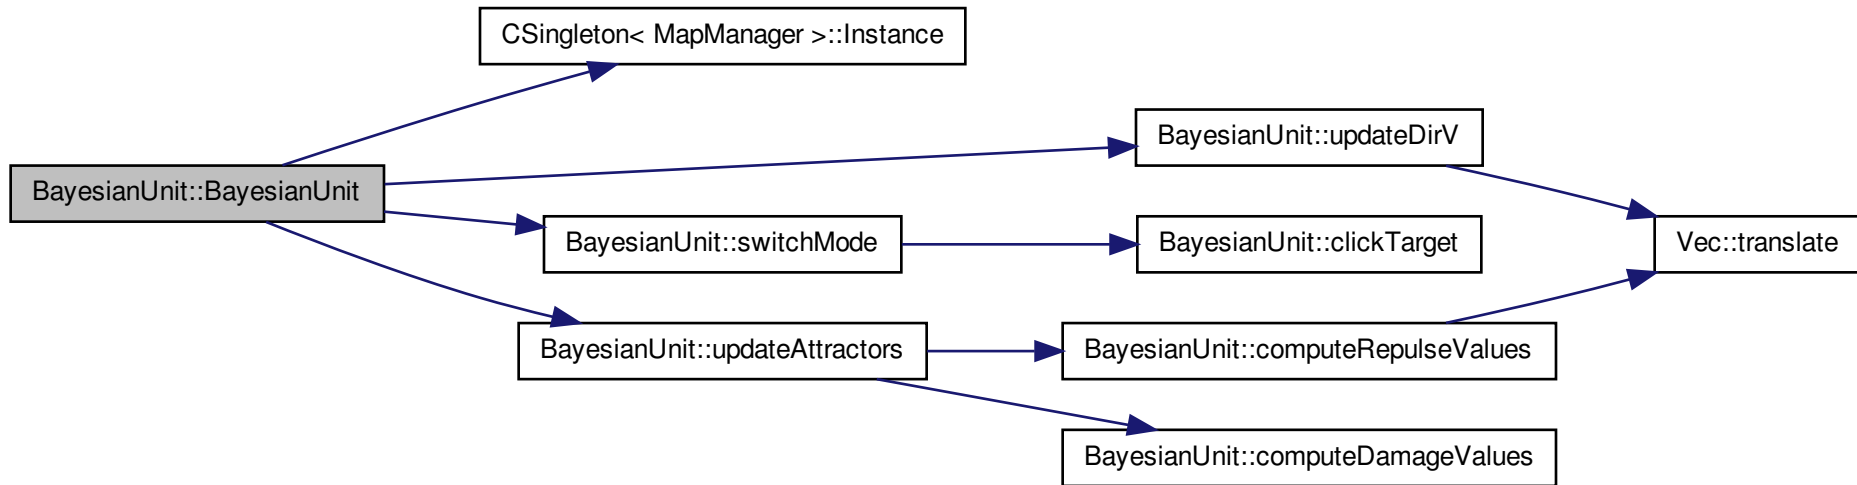 CSingleton< MapManager >::Instance
BayesianUnit::updateDirV
BayesianUnit::BayesianUnit
BayesianUnit::switchMode
BayesianUnit::clickTarget
Vec::translate
BayesianUnit::updateAttractors
BayesianUnit::computeRepulseValues
BayesianUnit::computeDamageValues